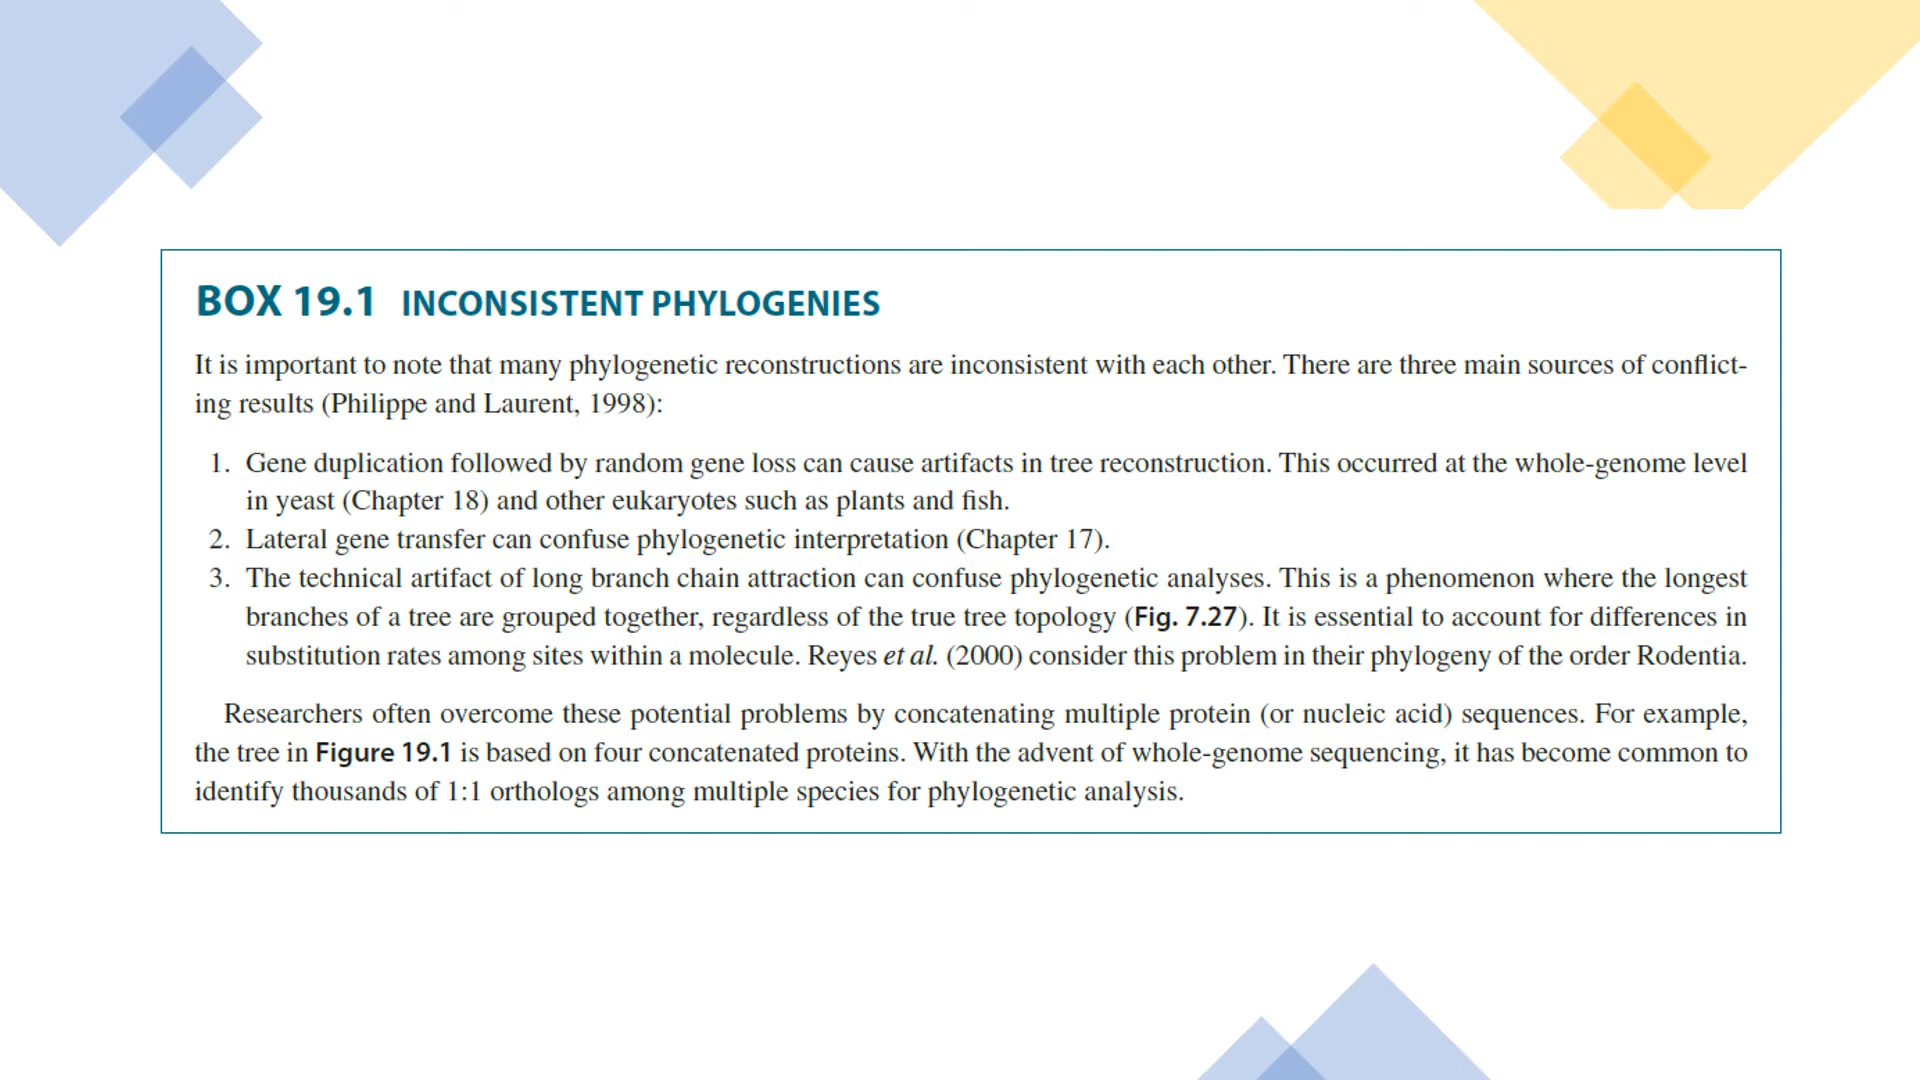 BOX 19.1 INCONSISTENT PHYLOGENIES
It is important to note that many phylogenetic reconstructions are inconsistent with each other. There are three main sources of conflict-
ing results (Philippe and Laurent, 1998):
1. Gene duplication followed by random gene loss can cause artifacts in tree reconstruction. This occurred at the whole-genome level
in yeast (Chapter 18) and other eukaryotes such as plants and fish.
2. Lateral gene transfer can confuse phylogenetic interpretation (Chapter 17).
3. The technical artifact of long branch chain attraction can confuse phylogenetic analyses. This is a phenomenon where the longest
branches of a tree are grouped together, regardless of the true tree topology (Fig. 7.27). It is essential to account for differences in
substitution rates among sites within a molecule. Reyes et al. (2000) consider this problem in their phylogeny of the order Rodentia.
Researchers often overcome these potential problems by concatenating multiple protein (or nucleic acid) sequences. For example,
the tree in Figure 19.1 is based on four concatenated proteins. With the advent of whole-genome sequencing, it has become common to
identify thousands of 1:1 orthologs among multiple species for phylogenetic analysis.